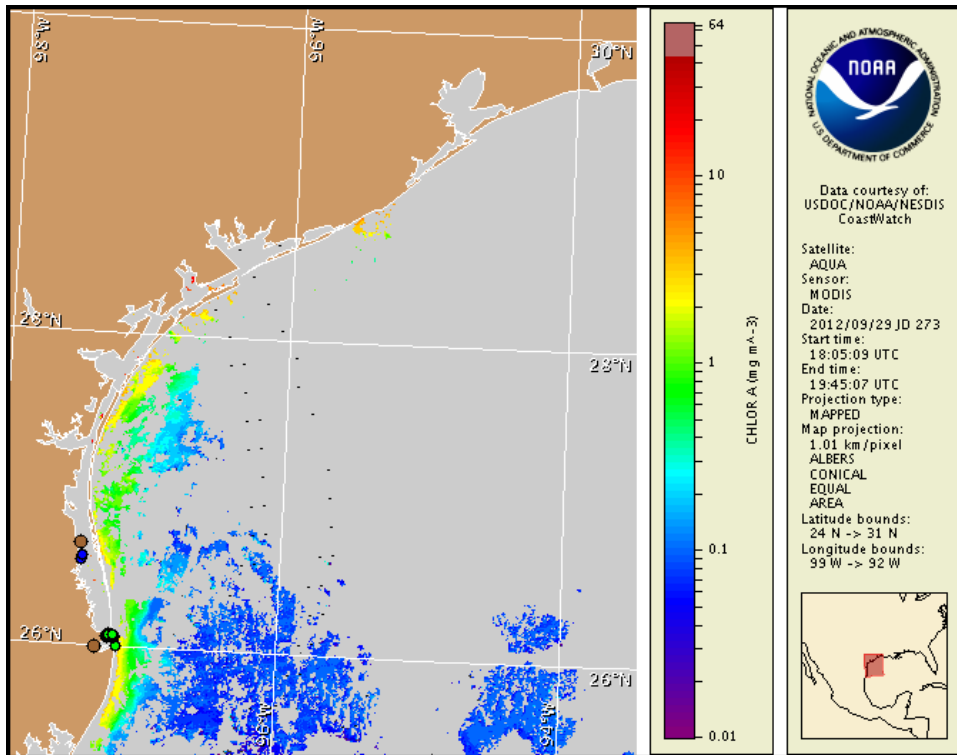 98°W
96°W
30°N
28°N
28°N
26°N
26°N
96°W
94°W
64
10
1
0.1
0.01
CHLOR A (mg m^-3)
NATIONAL OCEANIC AND ATMOSPHERIC ADMINISTRATION
NOAA
U.S. DEPARTMENT OF COMMERCE
Data courtesy of:
USDOC/NOAA/NESDIS
CoastWatch
Satellite:
AQUA
Sensor:
MODIS
Date:
2012/09/29 JD 273
Start time:
18:05:09 UTC
End time:
19:45:07 UTC
Projection type:
MAPPED
Map projection:
1.01 km/pixel
ALBERS
CONICAL
EQUAL
AREA
Latitude bounds:
24 N -> 31 N
Longitude bounds:
99 W -> 92 W